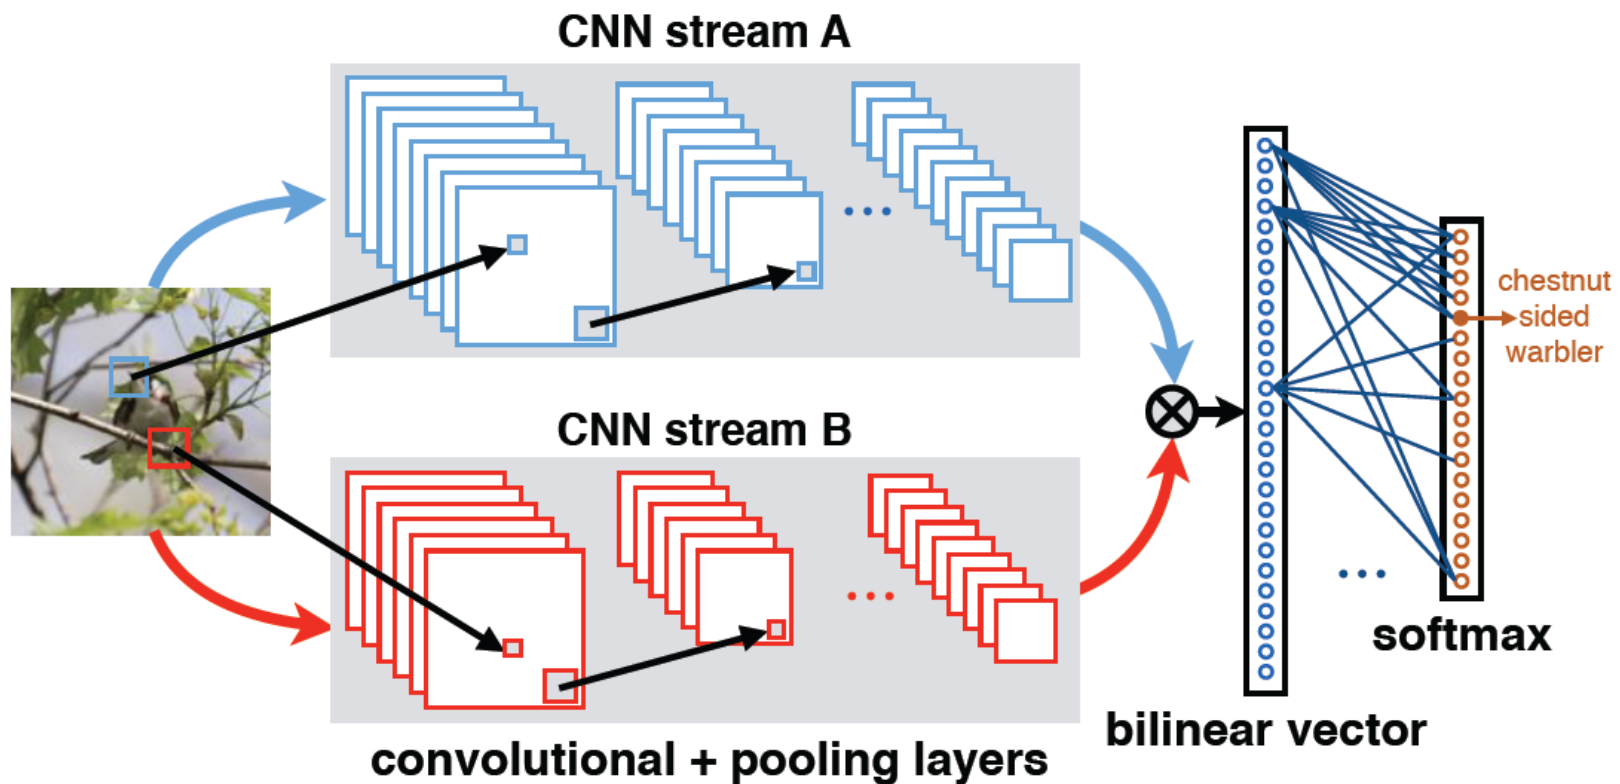 CNN stream A
CNN stream B
convolutional + pooling layers
bilinear vector
softmax
chestnut
sided
warbler